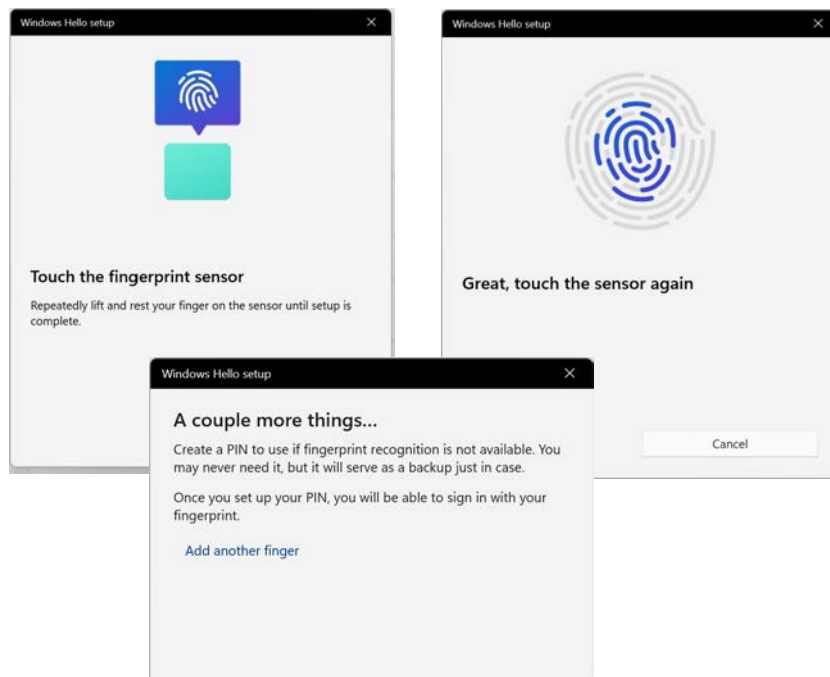 Windows Hello setup
Touch the fingerprint sensor
Repeatedly lift and rest your finger on the sensor until setup is
complete.
Windows Hello setup
Great, touch the sensor again
Cancel
Windows Hello setup
A couple more things...
Create a PIN to use if fingerprint recognition is not available. You
may never need it, but it will serve as a backup just in case.
Once you set up your PIN, you will be able to sign in with your
fingerprint.
Add another finger